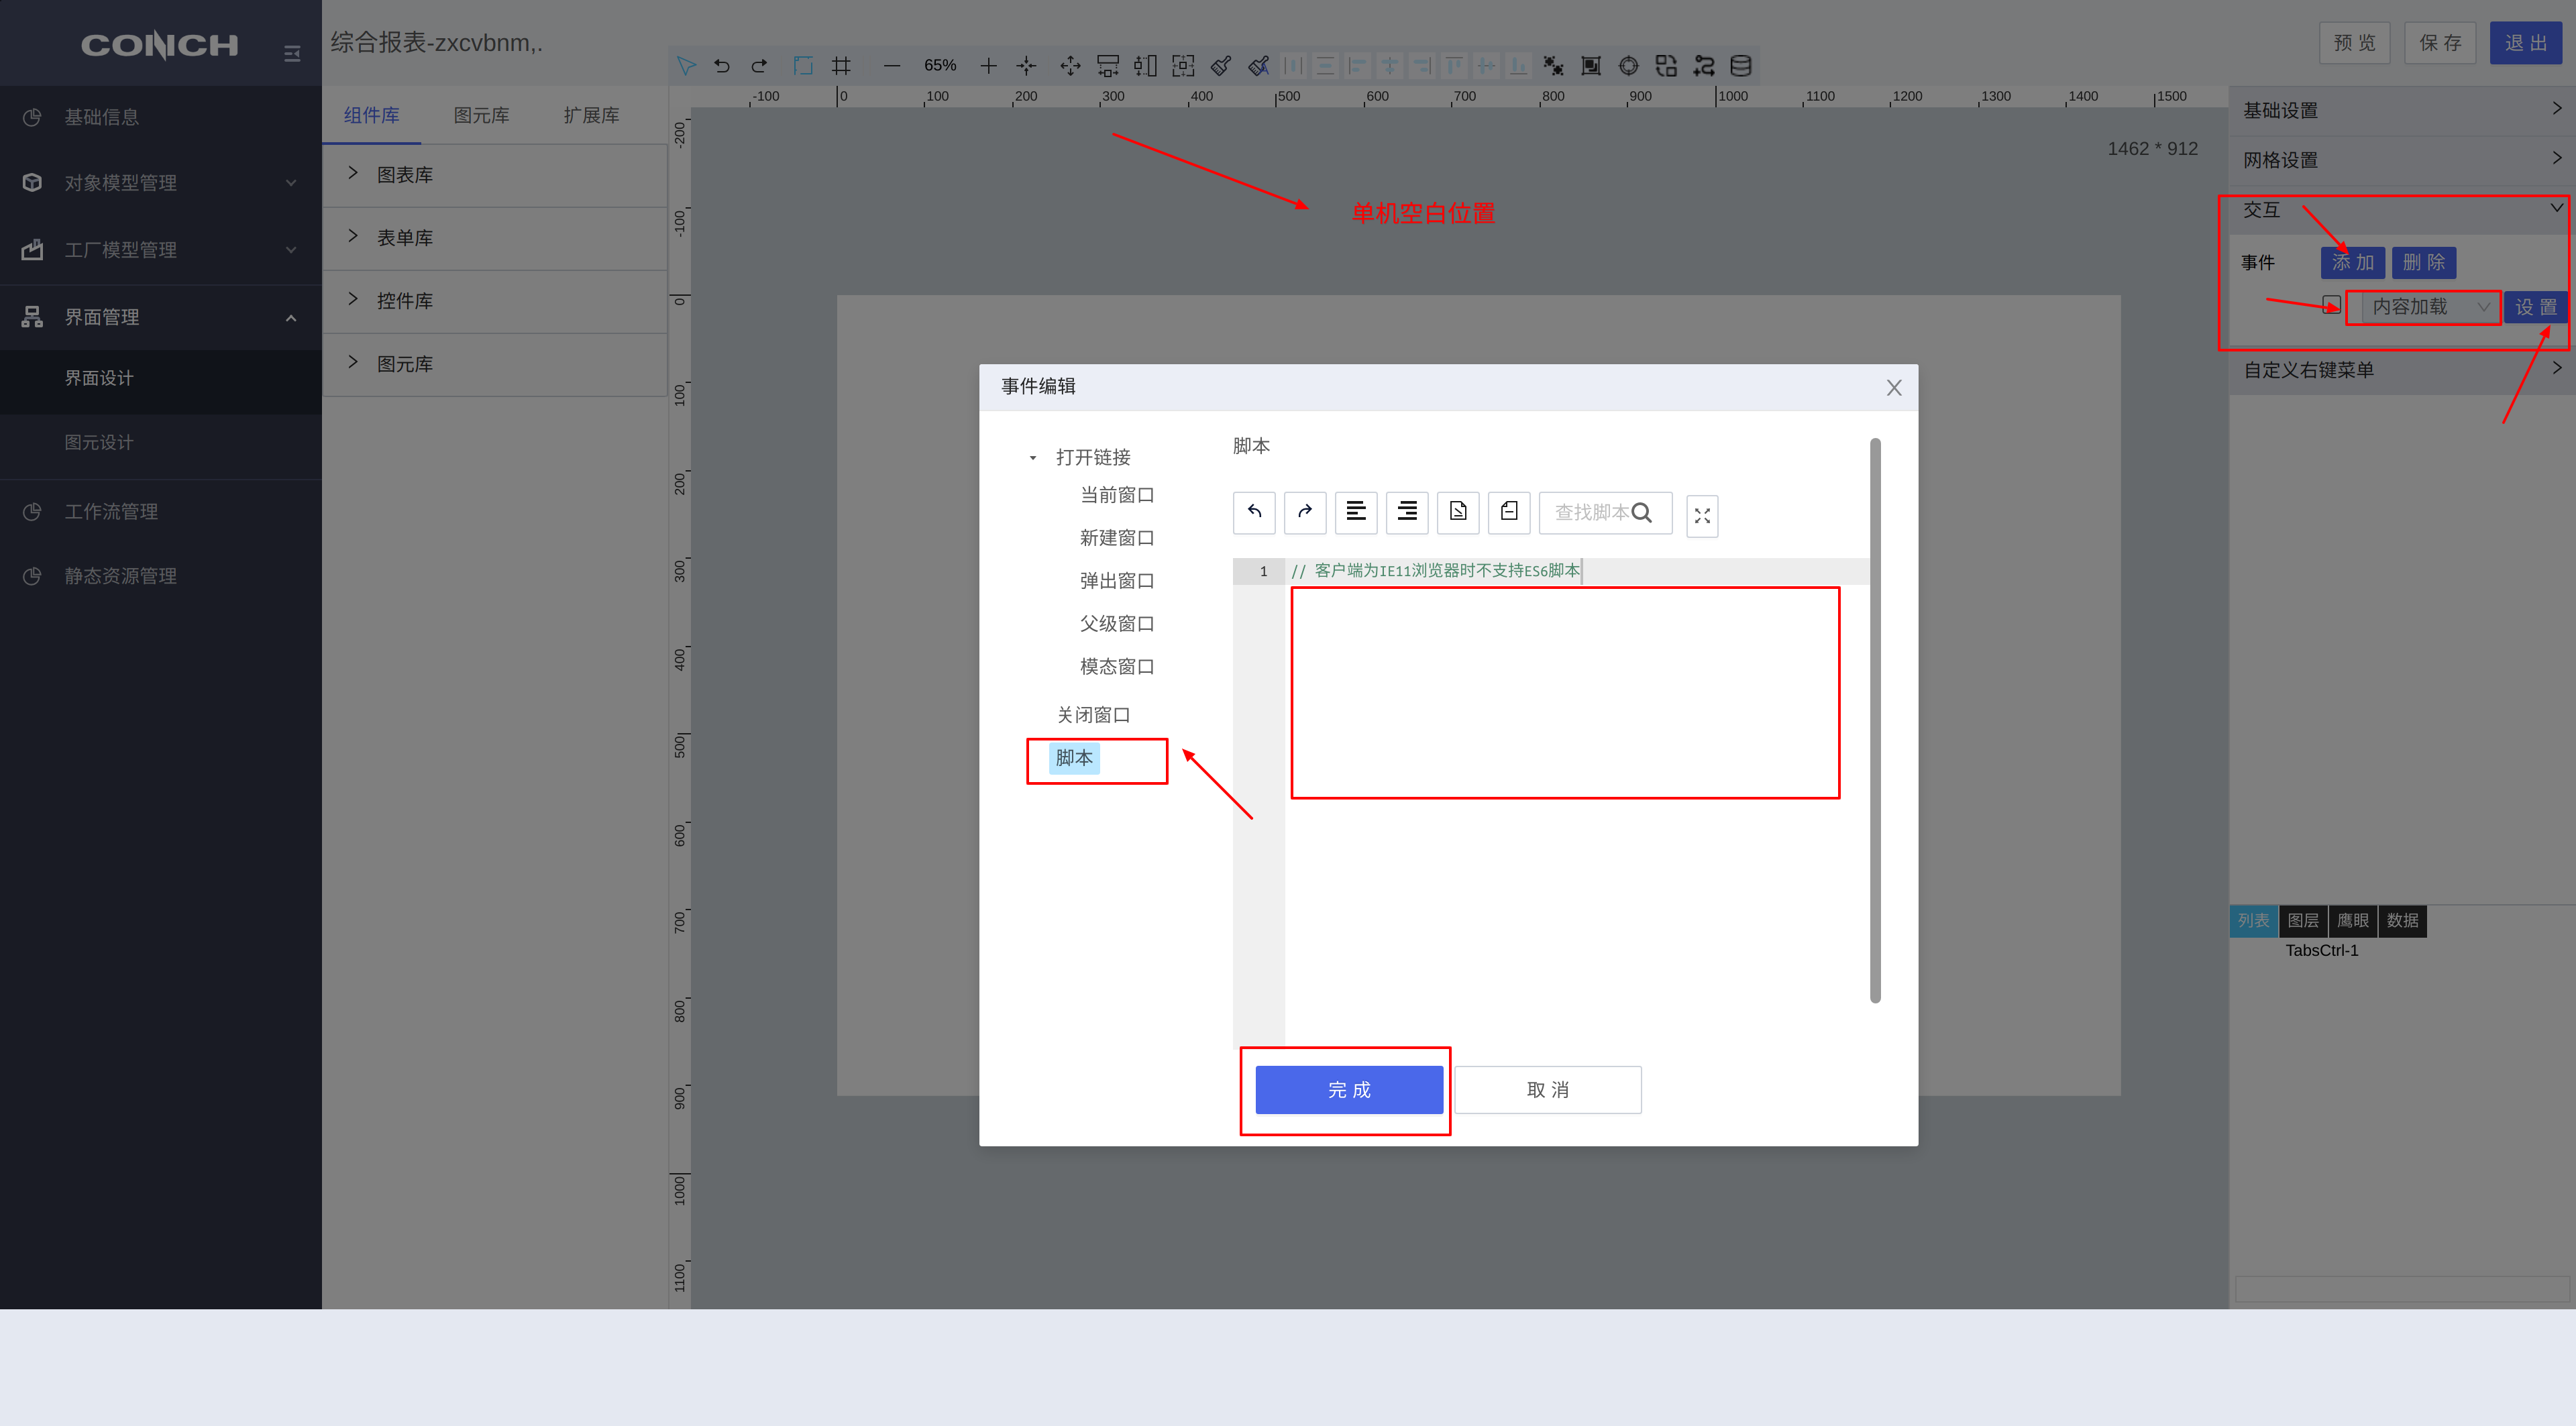 CONCH
综合报表-zxcvbnm,.
预 览
保 存
退 出
65%
基础信息
对象模型管理
工厂模型管理
界面管理
界面设计
图元设计
工作流管理
静态资源管理
组件库
图元库
扩展库
图表库
表单库
控件库
图元库
-100 0 100 200 300 400 500 600 700 800 900 1000 1100 1200 1300 1400 1500
-200
-100
0
100
200
300
400
500
600
700
800
900
1000
1100
1462 * 912
单机空白位置
基础设置
网格设置
交互
事件
添 加
删 除
内容加载
设 置
自定义右键菜单
事件编辑
打开链接
当前窗口
新建窗口
弹出窗口
父级窗口
模态窗口
关闭窗口
脚本
脚本
查找脚本
1
// 客户端为IE11浏览器时不支持ES6脚本
完 成
取 消
列表
图层
鹰眼
数据
TabsCtrl-1